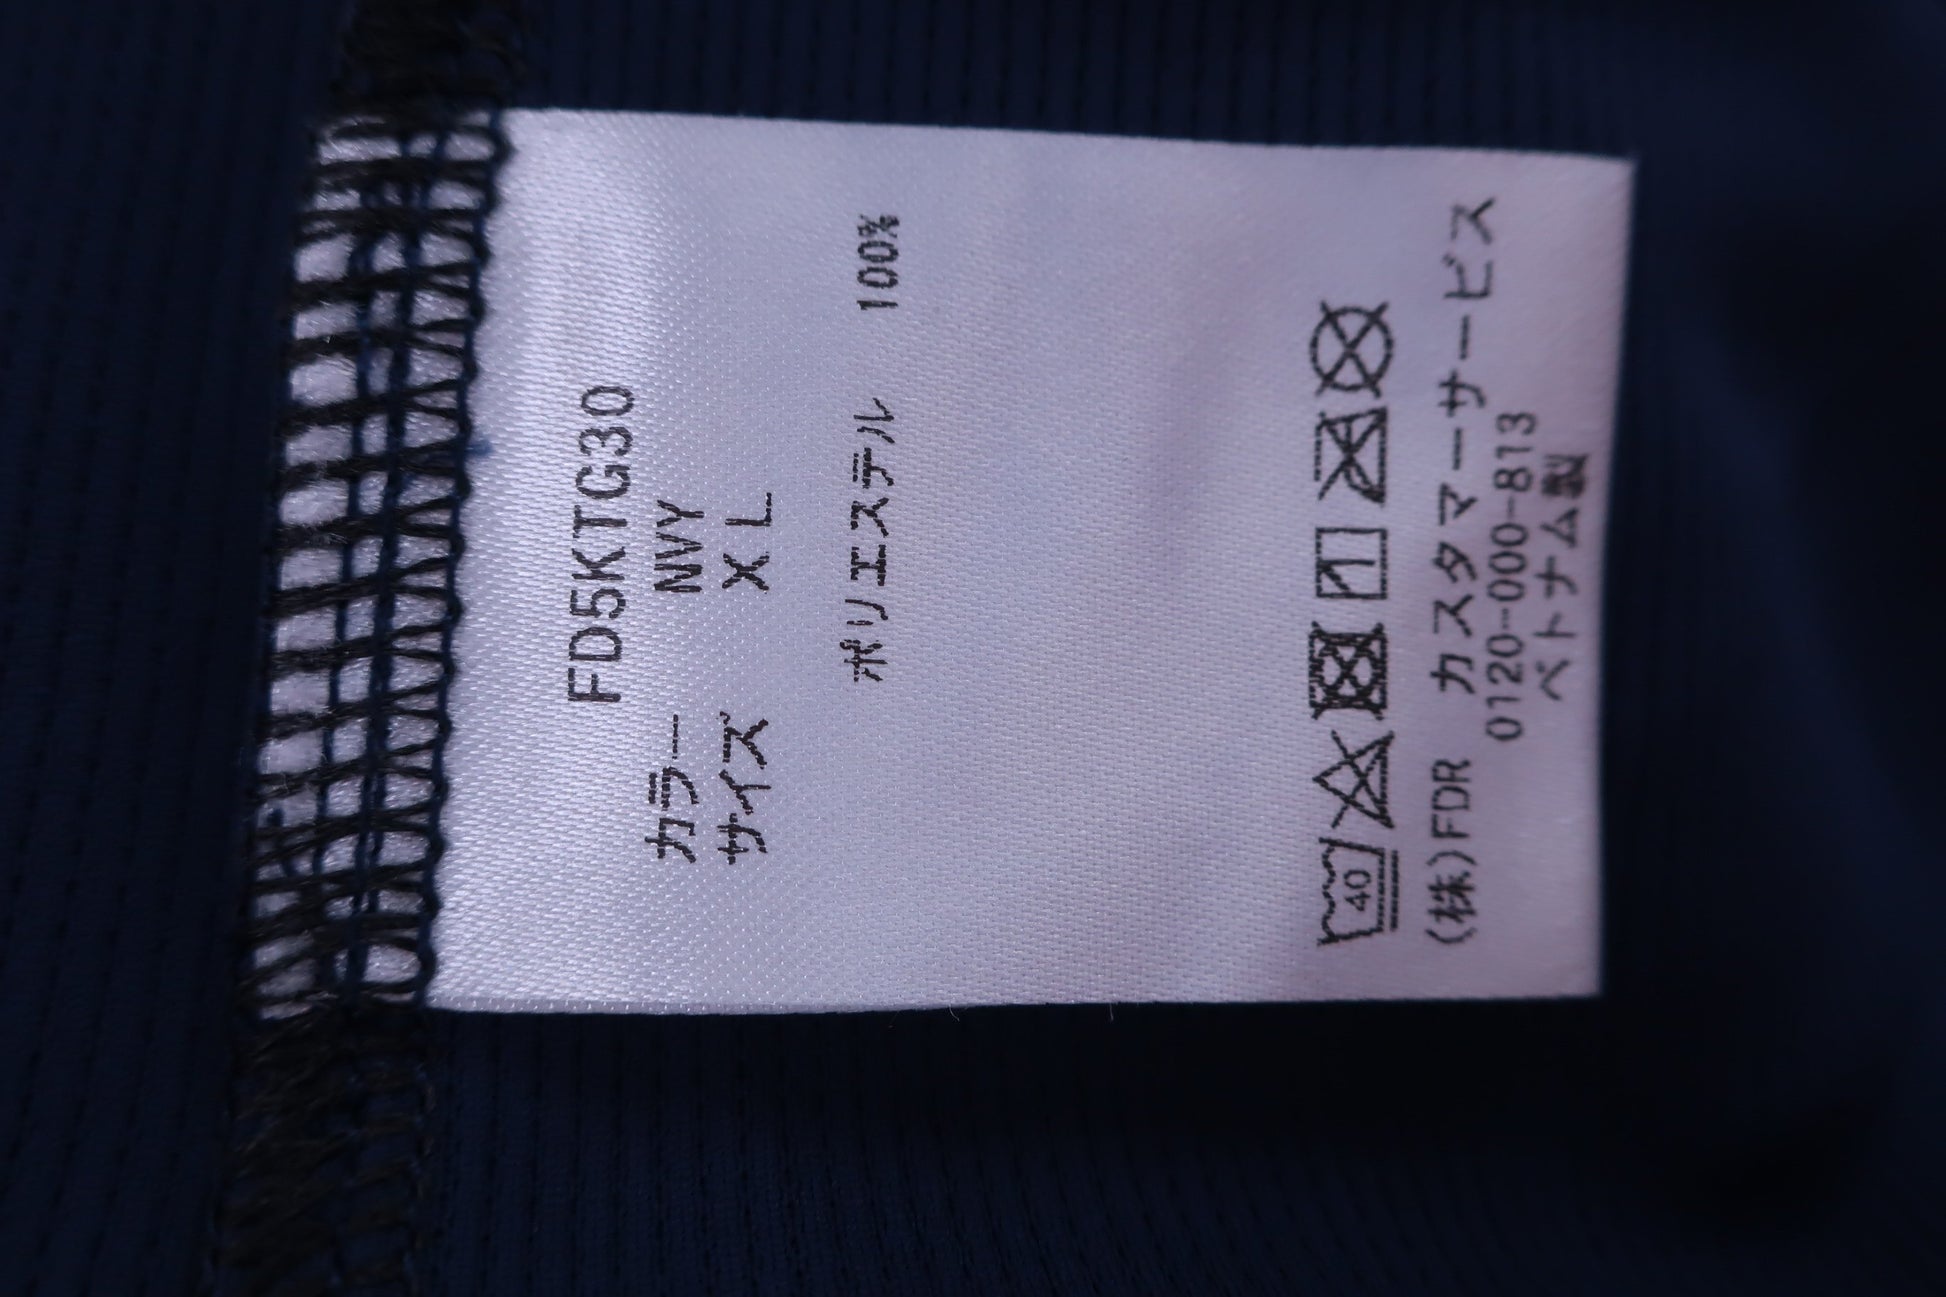 FD5KTG30
カラー NVY
サイズ XL
ポリエステル 100%
40
(株)FDR カスタマーサービス
0120-000-813
ベトナム製